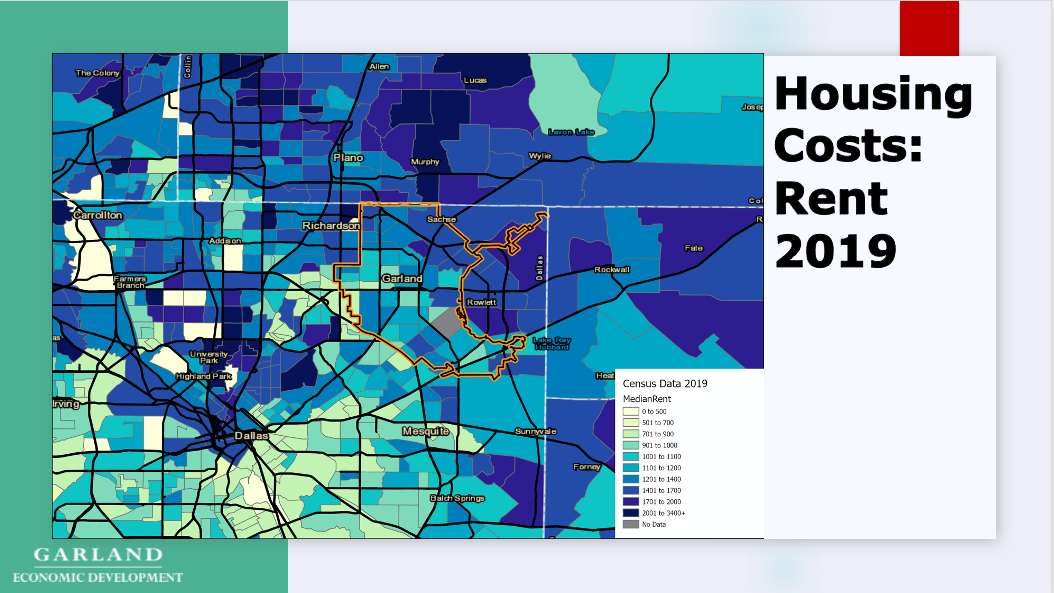 Housing
Costs:
Rent
2019
The Colony
Collin
Allen
Lucas
Lavon Lake
Plano
Murphy
Wylie
Carrollton
Richardson
Sachse
Addison
Garland
Dallas
Fate
Rockwall
Farmers
Branch
Rowlett
University
Park
Highland Park
Lake Ray
Hubbard
Irving
Dallas
Mesquite
Sunnyvale
Forney
Balch Springs
Census Data 2019
MedianRent
0 to 500
501 to 700
701 to 900
901 to 1000
1001 to 1100
1101 to 1200
1201 to 1400
1401 to 1700
1701 to 2000
2001 to 3400+
No Data
GARLAND
ECONOMIC DEVELOPMENT